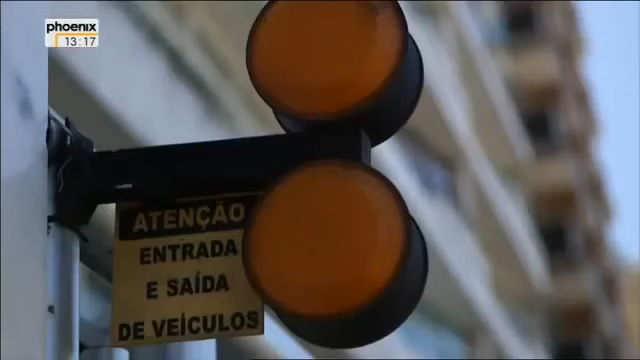 phoenix
13:17
ATENÇÃO
ENTRADA
E SAÍDA
DE VEÍCULOS